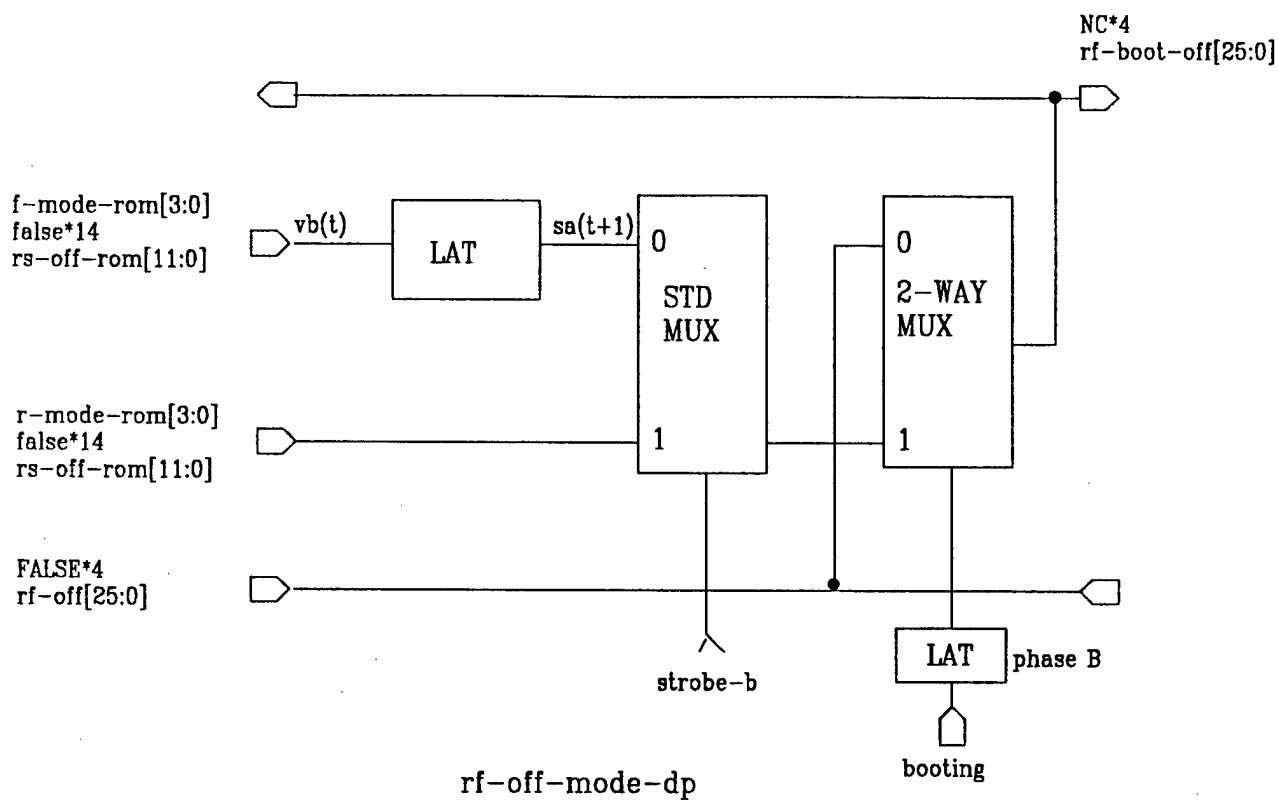 NC*4
rf-boot-off[25:0]
f-mode-rom[3:0]
false*14
rs-off-rom[11:0]
vb(t)
LAT
sa(t+1)
0
STD
MUX
1
0
2-WAY
MUX
1
r-mode-rom[3:0]
false*14
rs-off-rom[11:0]
FALSE*4
rf-off[25:0]
strobe-b
LAT
phase B
booting
rf-off-mode-dp